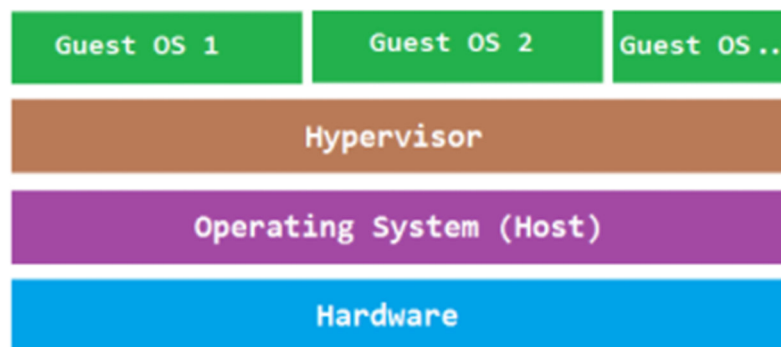 Guest OS 1
Guest OS 2
Guest OS..
Hypervisor
Operating System (Host)
Hardware